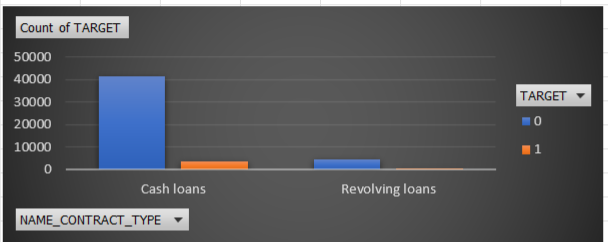 Count of TARGET
50000
40000
30000
20000
10000
0
Cash loans
Revolving loans
TARGET
0
1
NAME_CONTRACT_TYPE